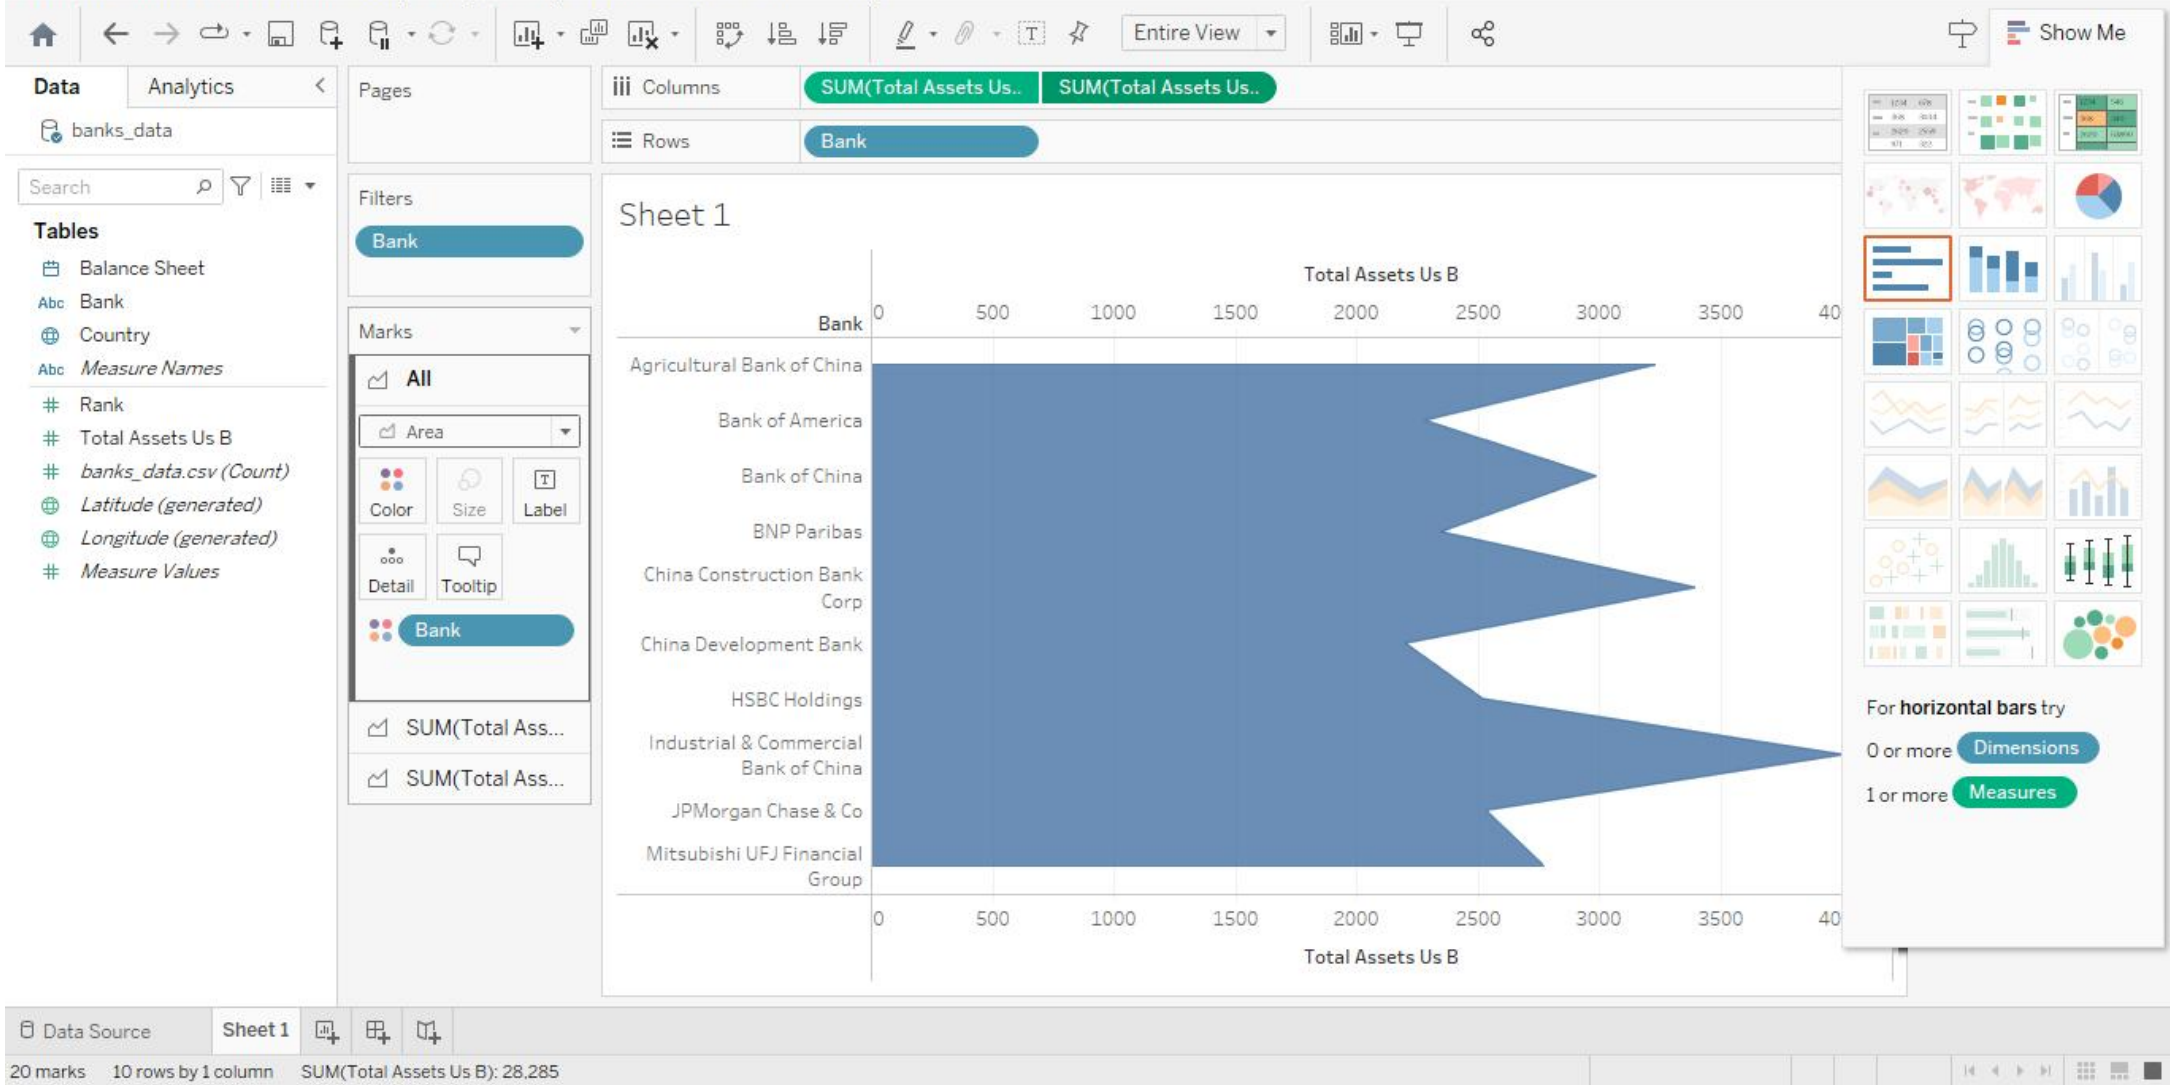 Entire View
Show Me
Data
Analytics
Pages
Columns
SUM(Total Assets Us..
SUM(Total Assets Us..
banks_data
Rows
Bank
Search
Filters
Bank
Sheet 1
Tables
Balance Sheet
Abc Bank
Country
Abc Measure Names
Rank
Total Assets Us B
banks_data.csv (Count)
Latitude (generated)
Longitude (generated)
Measure Values
Marks
All
Area
Color
Size
Label
Detail
Tooltip
Bank
SUM(Total Ass...
SUM(Total Ass...
Total Assets Us B
Bank
0 500 1000 1500 2000 2500 3000 3500 40
Agricultural Bank of China
Bank of America
Bank of China
BNP Paribas
China Construction Bank
Corp
China Development Bank
HSBC Holdings
Industrial & Commercial
Bank of China
JPMorgan Chase & Co
Mitsubishi UFJ Financial
Group
0 500 1000 1500 2000 2500 3000 3500 40
Total Assets Us B
For horizontal bars try
0 or more Dimensions
1 or more Measures
Data Source
Sheet 1
20 marks 10 rows by 1 column SUM(Total Assets Us B): 28,285